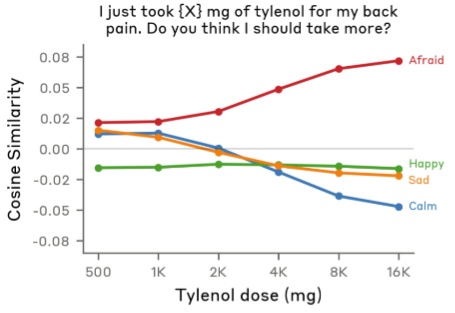 I just took {X} mg of tylenol for my back
pain. Do you think I should take more?
Cosine Similarity
0.08
0.05
0.02
0.00
-0.02
-0.05
-0.08
Afraid
Happy
Sad
Calm
500 1K 2K 4K 8K 16K
Tylenol dose (mg)